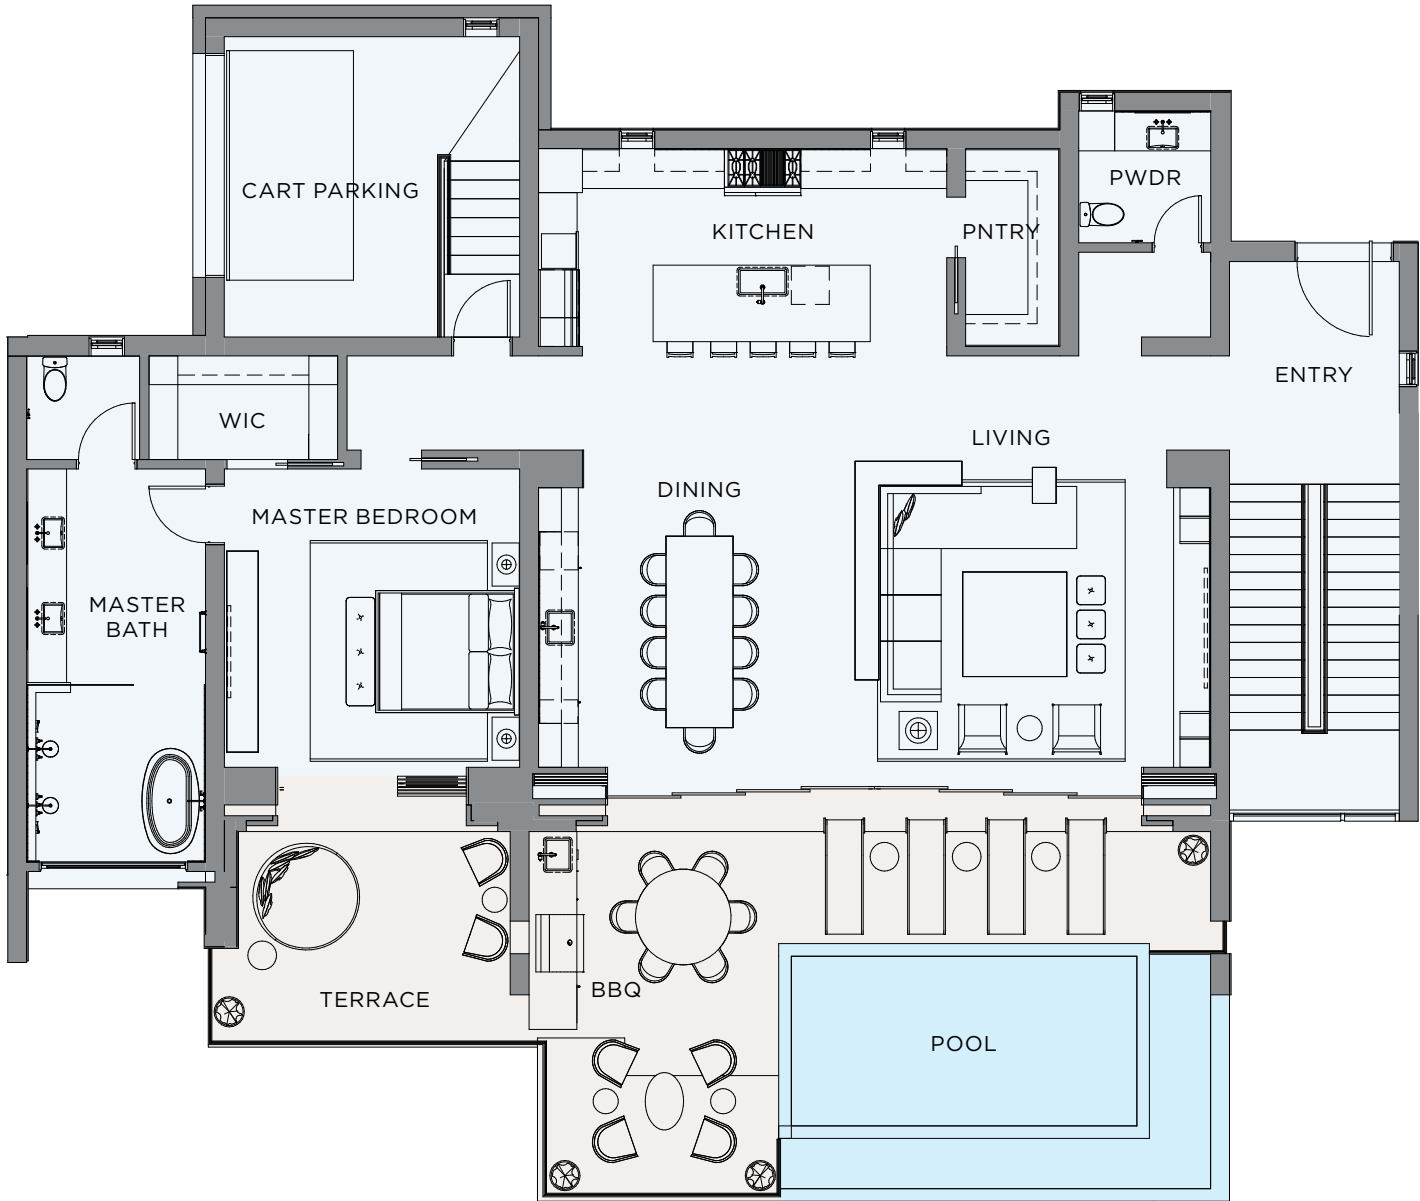 PWDR
CART PARKING
KITCHEN
PNTRY
ENTRY
WIC
LIVING
DINING
MASTER BEDROOM
MASTER
BATH
BBQ
TERRACE
POOL